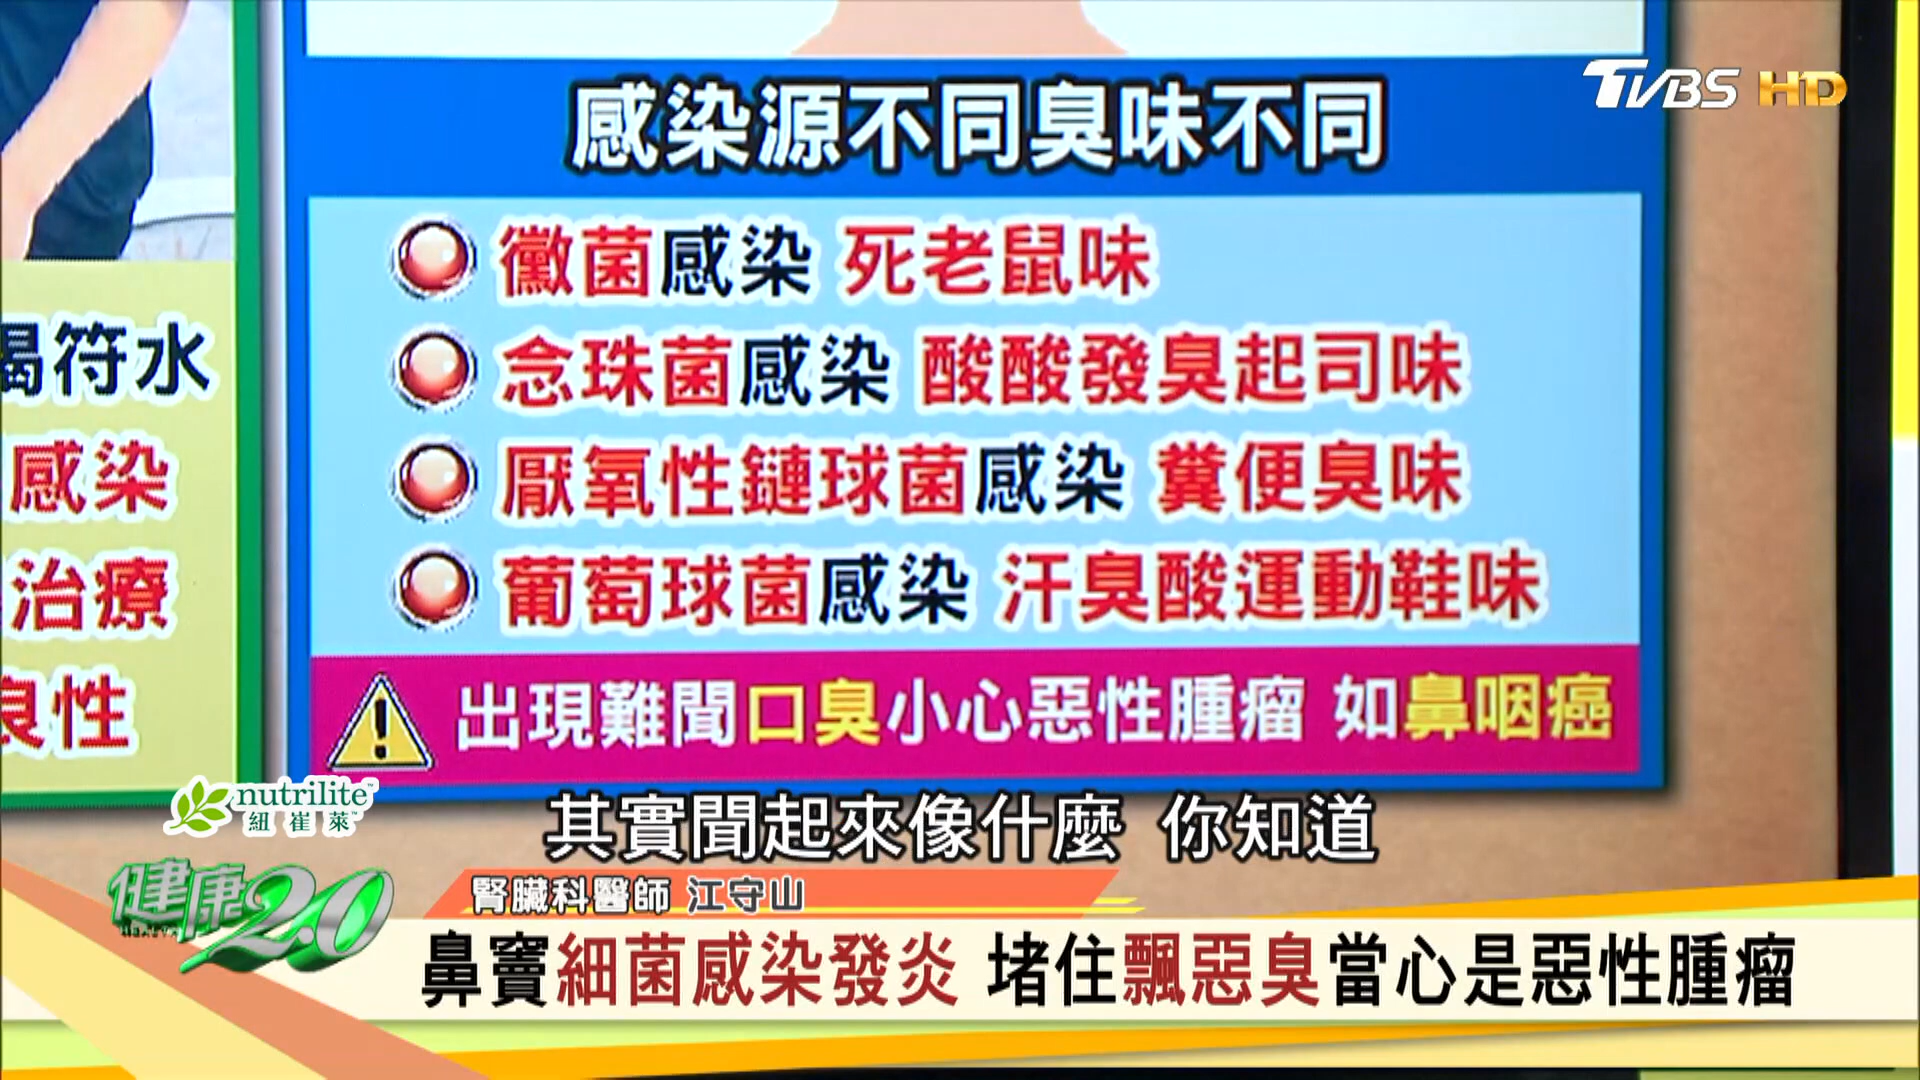 TVBS HD
感染源不同臭味不同
黴菌感染 死老鼠味
念珠菌感染 酸酸發臭起司味
厭氧性鏈球菌感染 糞便臭味
葡萄球菌感染 汗臭酸運動鞋味
出現難聞口臭小心惡性腫瘤 如鼻咽癌
喝符水
感染
治療
良性
其實聞起來像什麼 你知道
nutrilite
紐崔萊
健康2.0
腎臟科醫師 江守山
鼻竇細菌感染發炎 堵住飄惡臭當心是惡性腫瘤